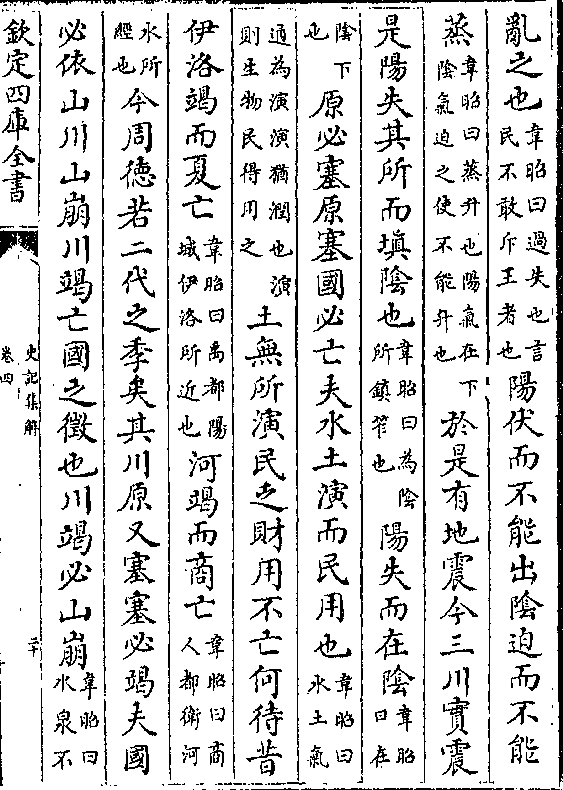 亂之也韋昭曰過失也言民不敢斥王者也陽伏而不能出陰迫而不能
蒸韋昭曰蒸升也陽氣在下陰氣迫之使不能升也於是有地震今三川實震
是陽失其所而填陰也韋昭曰為陰所鎮笮也陽失而在陰韋昭曰在
陰下也原必塞原塞國必亡夫水土演而民用也韋昭曰水土氣
通為演演猶潤也演則生物民得用之土無所演民乏財用不亡何待昔
伊洛竭而夏亡韋昭曰禹都陽城伊洛所近也河竭而商亡韋昭曰商人都衛河
水所經也今周德若二代之季矣其川原又塞塞必竭夫國
必依山川山崩川竭亡國之徵也川竭必山崩韋昭曰水泉不
欽定四庫全書
史記集解
卷四
二十